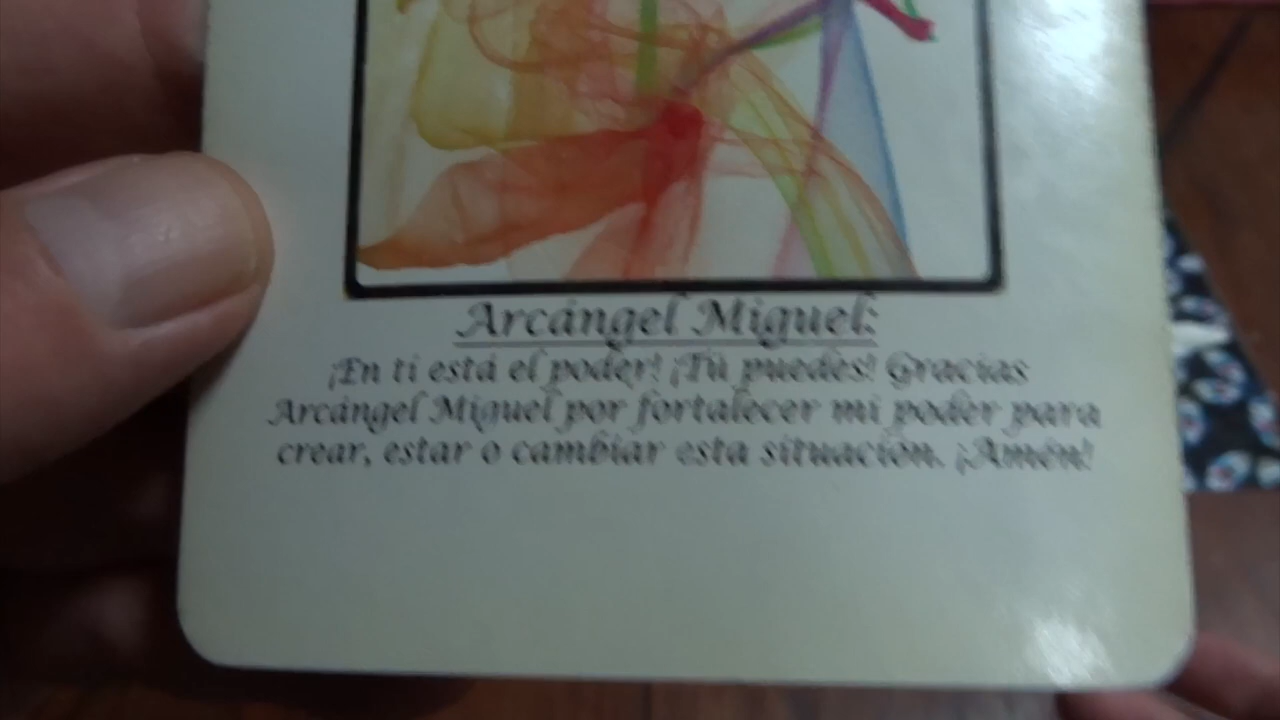 Arcángel Miguel:
¡En ti está el poder! ¡Tú puedes! Gracias
Arcángel Miguel por fortalecer mi poder para
crear, estar o cambiar esta situación. ¡Amén!